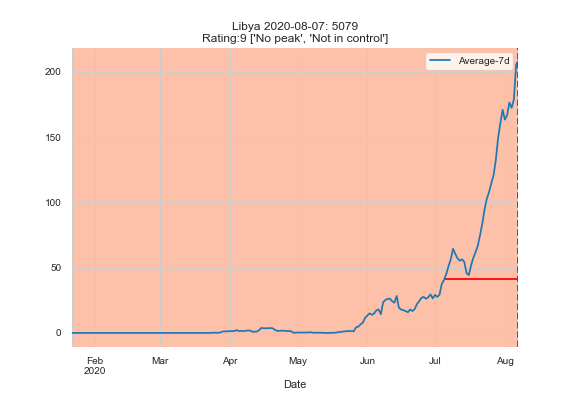 Libya 2020-08-07: 5079
Rating:9 ['No peak', 'Not in control']
Average-7d
200
150
100
50
0
Feb Mar Apr May Jun Jul Aug
2020
Date